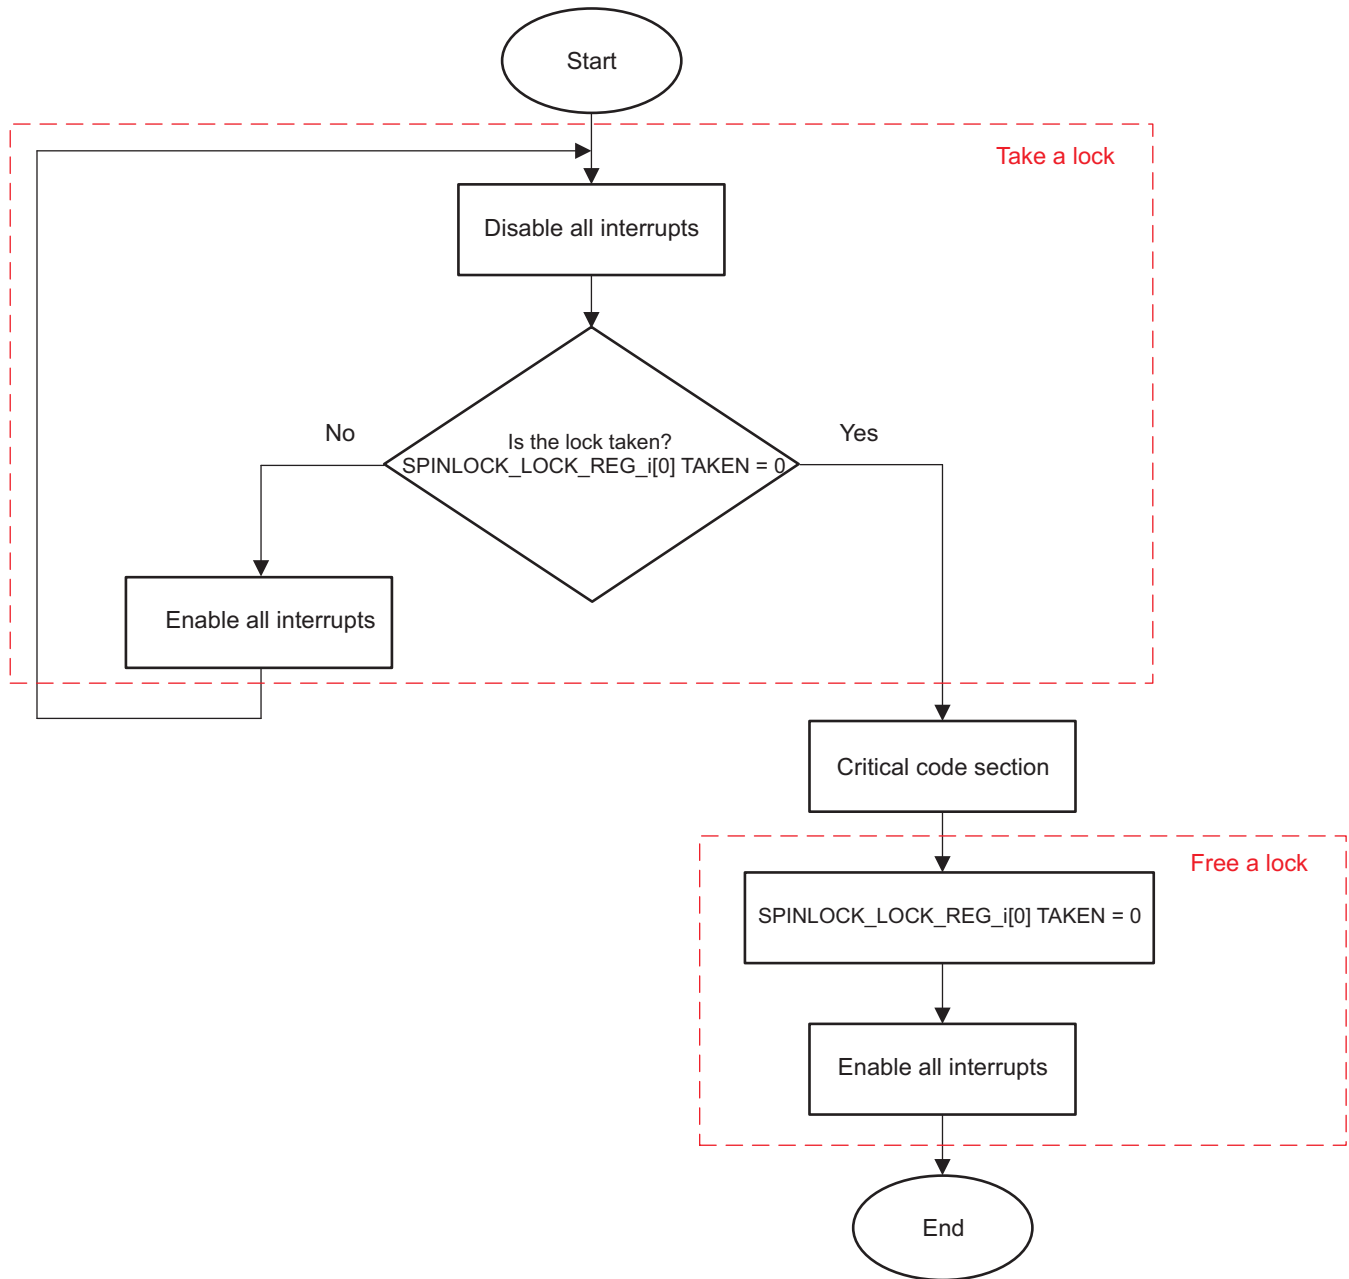 Start
Take a lock
Disable all interrupts
No
Yes
Is the lock taken?
SPINLOCK_LOCK_REG_i[0] TAKEN = 0
Enable all interrupts
Critical code section
Free a lock
SPINLOCK_LOCK_REG_i[0] TAKEN = 0
Enable all interrupts
End